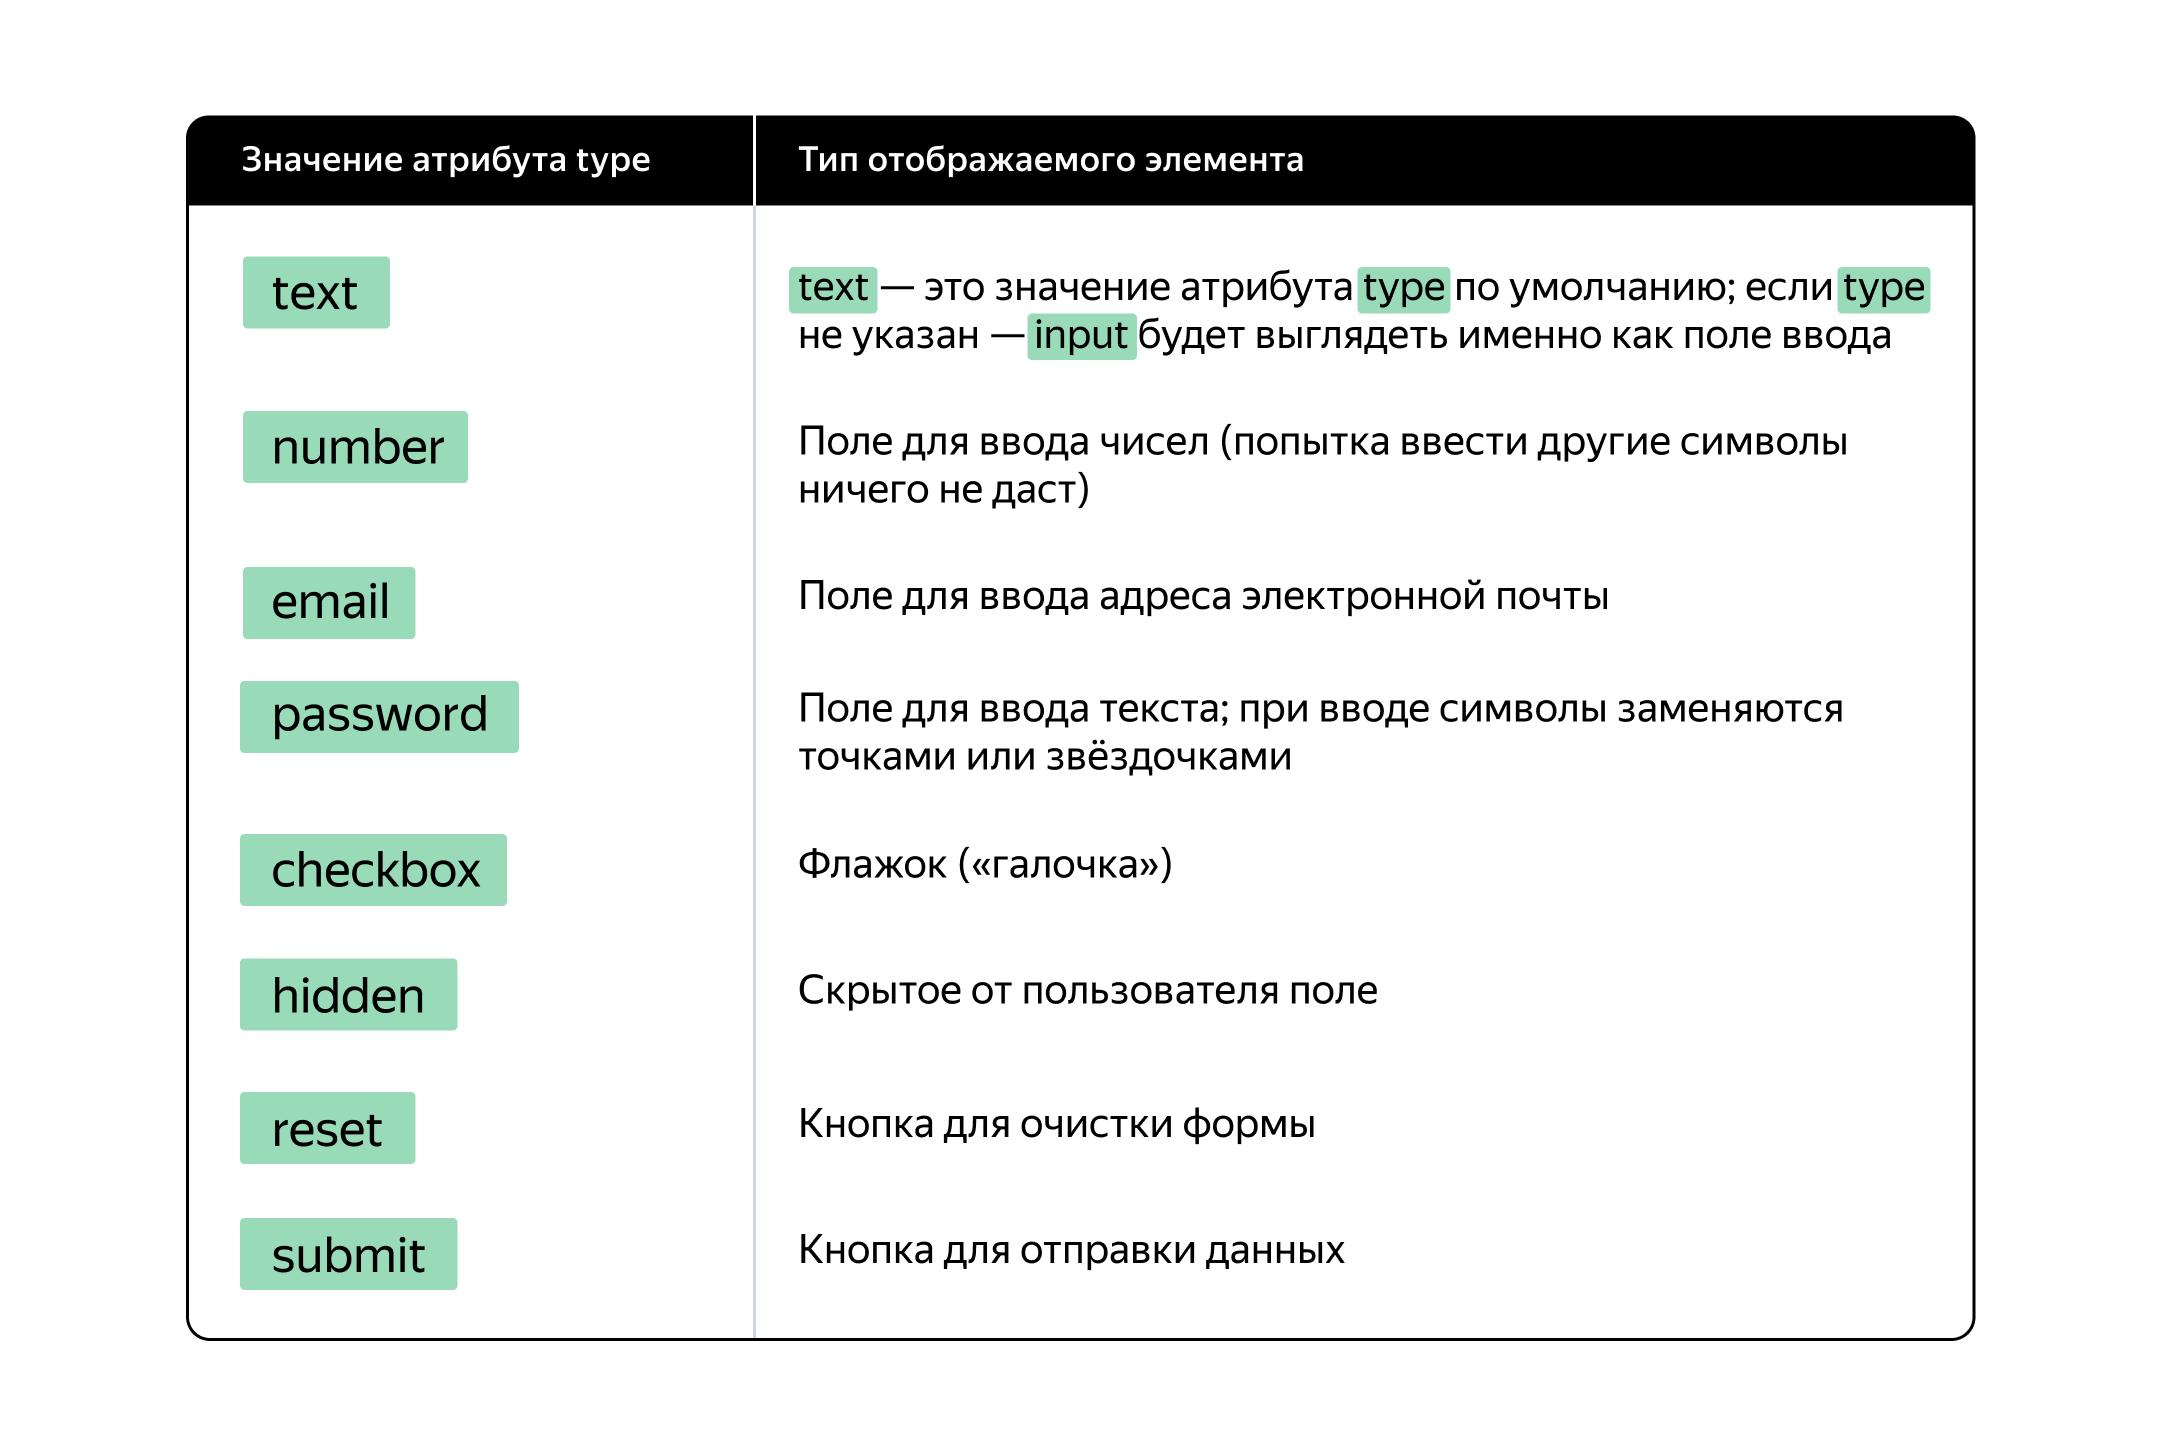 Значение атрибута type
Тип отображаемого элемента
text
text — это значение атрибута type по умолчанию; если type
не указан — input будет выглядеть именно как поле ввода
number
Поле для ввода чисел (попытка ввести другие символы
ничего не даст)
email
Поле для ввода адреса электронной почты
password
Поле для ввода текста; при вводе символы заменяются
точками или звёздочками
checkbox
Флажок («галочка»)
hidden
Скрытое от пользователя поле
reset
Кнопка для очистки формы
submit
Кнопка для отправки данных